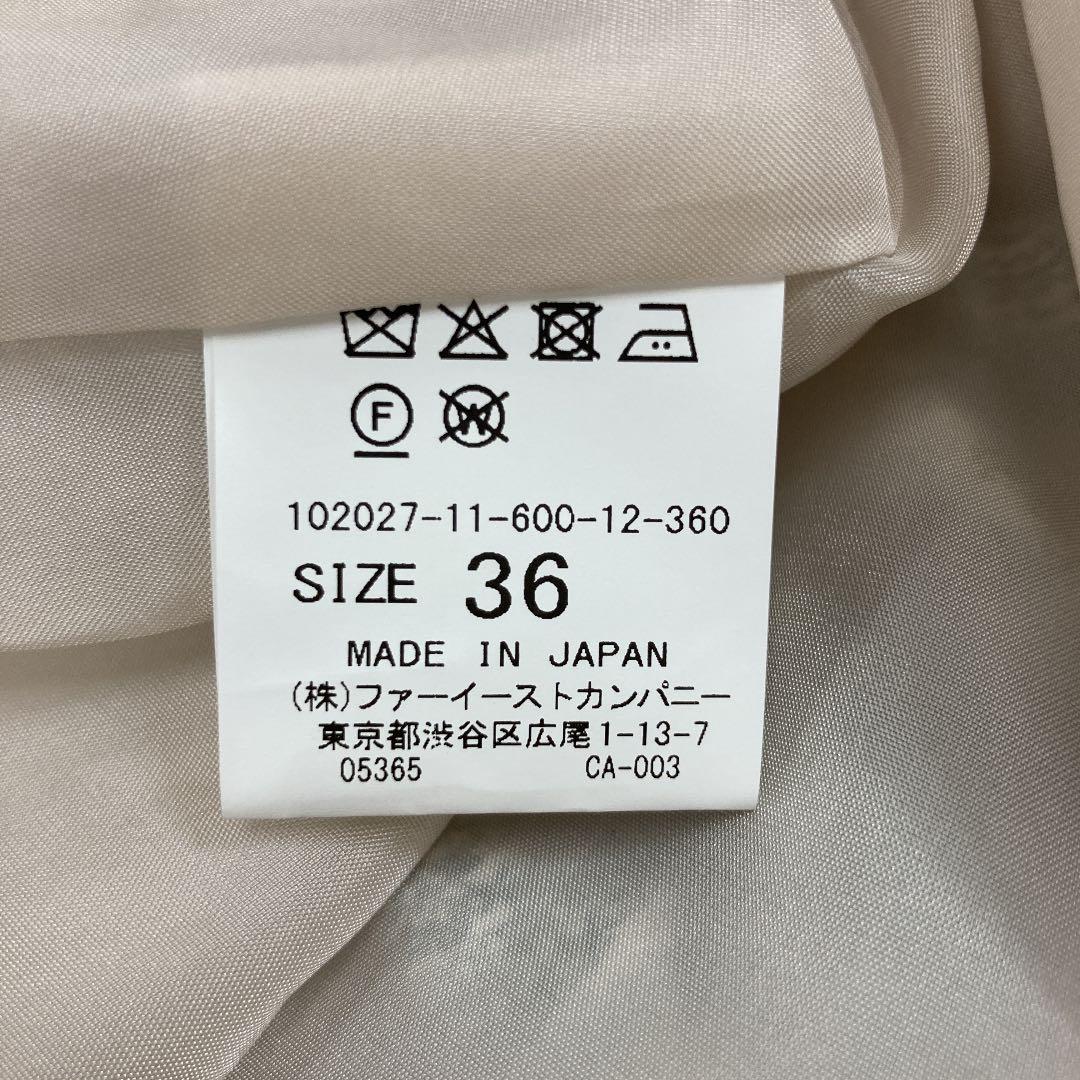 F W
102027-11-600-12-360
SIZE 36
MADE IN JAPAN
(株)ファーイーストカンパニー
東京都渋谷区広尾1-13-7
05365 CA-003